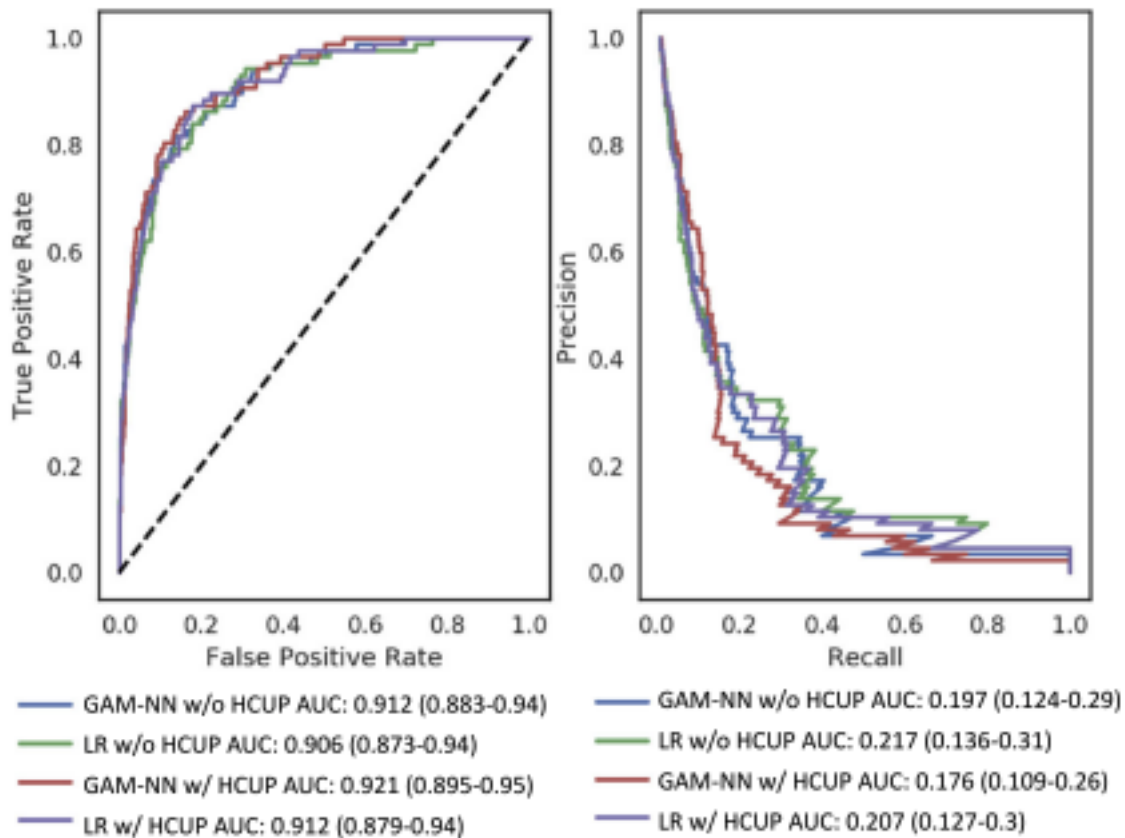 1.0
0.8
0.6
0.4
0.2
0.0
True Positive Rate
0.0 0.2 0.4 0.6 0.8 1.0
False Positive Rate
1.0
0.8
0.6
0.4
0.2
0.0
Precision
0.0 0.2 0.4 0.6 0.8 1.0
Recall
GAM-NN w/o HCUP AUC: 0.912 (0.883-0.94)
LR w/o HCUP AUC: 0.906 (0.873-0.94)
GAM-NN w/ HCUP AUC: 0.921 (0.895-0.95)
LR w/ HCUP AUC: 0.912 (0.879-0.94)
GAM-NN w/o HCUP AUC: 0.197 (0.124-0.29)
LR w/o HCUP AUC: 0.217 (0.136-0.31)
GAM-NN w/ HCUP AUC: 0.176 (0.109-0.26)
LR w/ HCUP AUC: 0.207 (0.127-0.3)